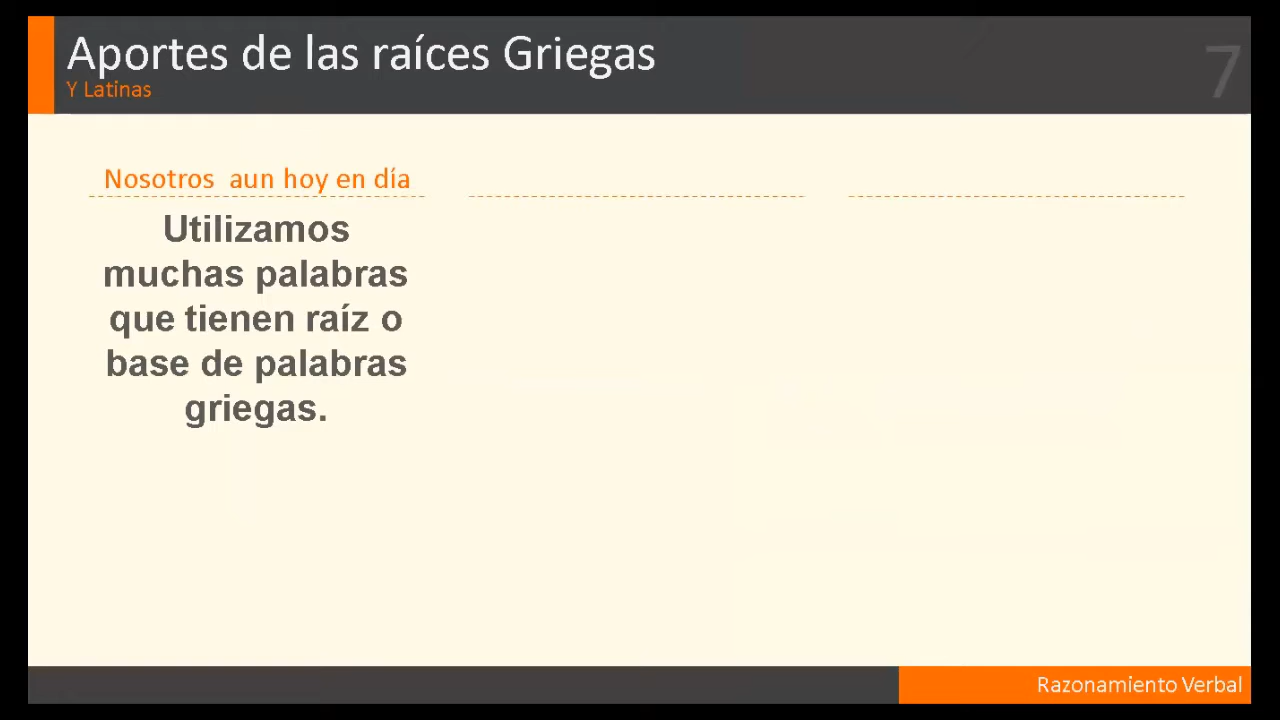 Aportes de las raíces Griegas
Y Latinas
7
Nosotros aun hoy en día
Utilizamos
muchas palabras
que tienen raíz o
base de palabras
griegas.
Razonamiento Verbal